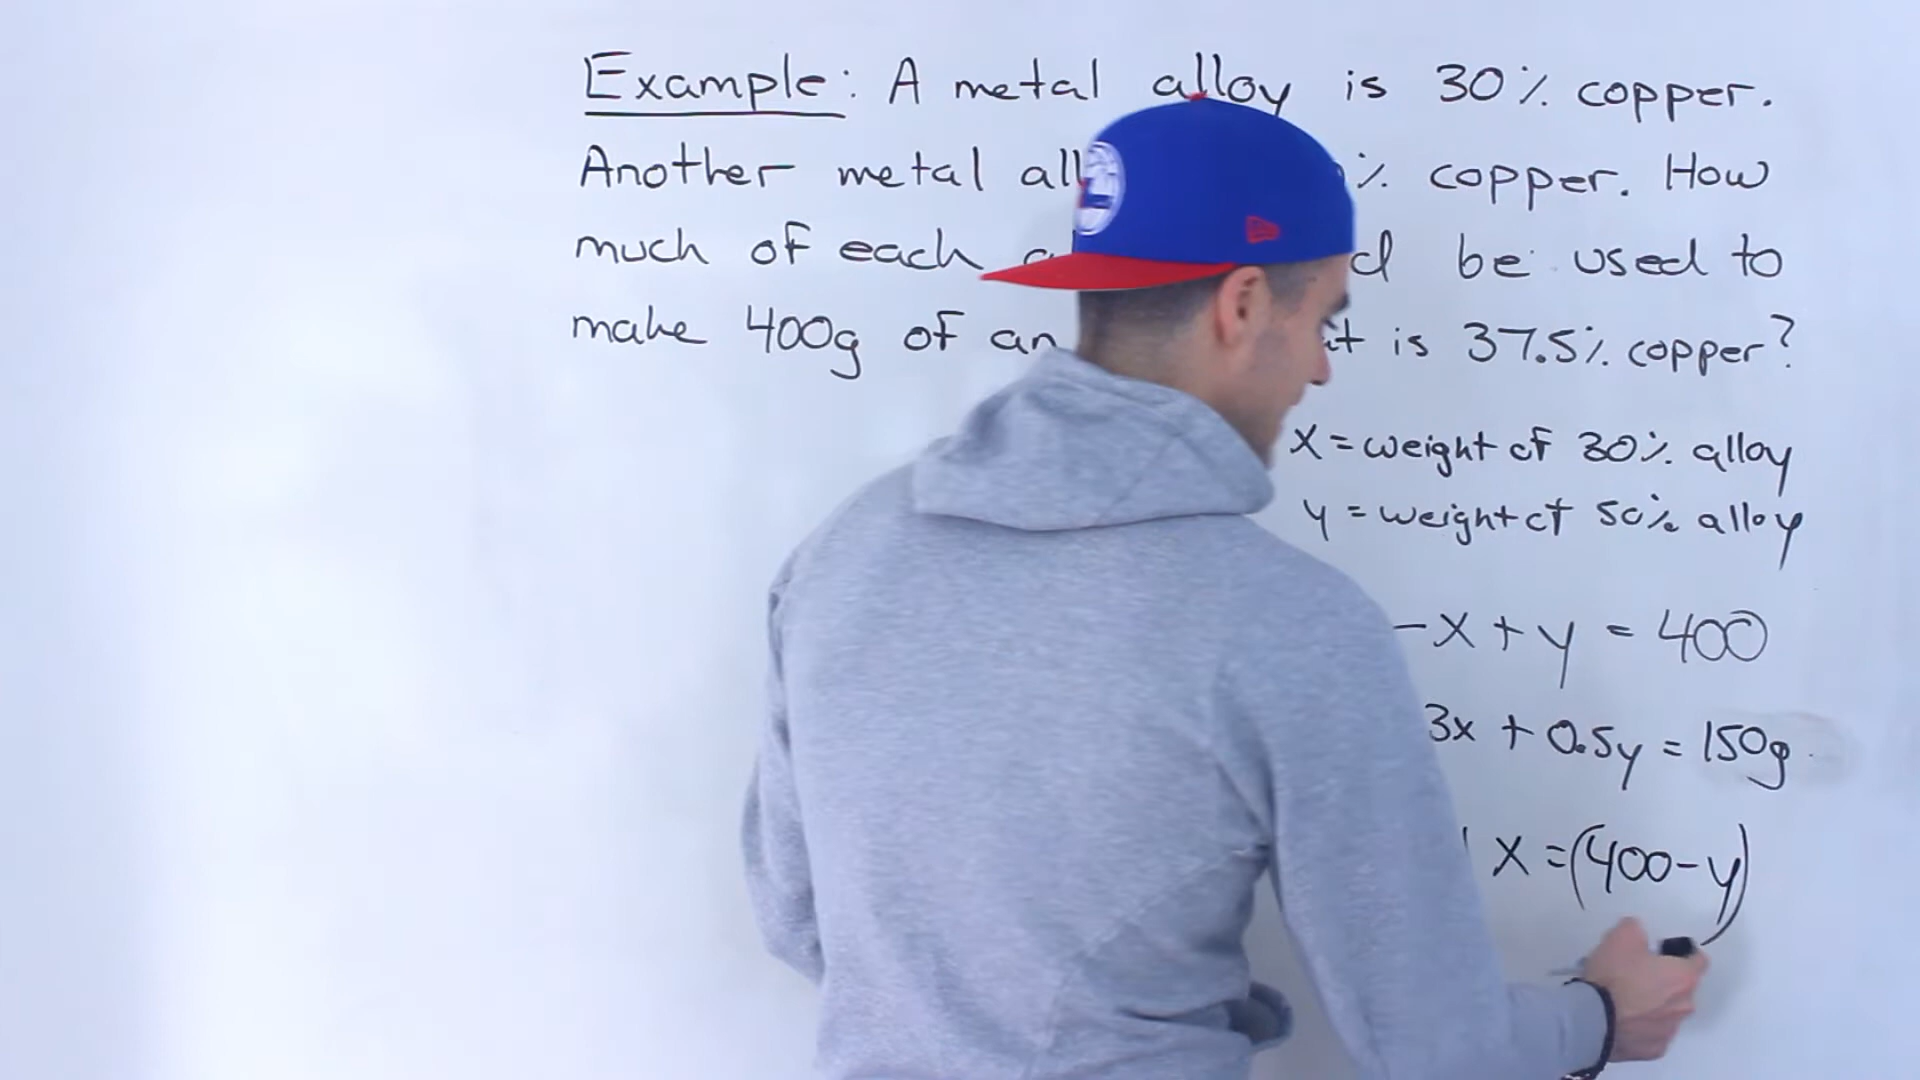 Example: A metal alloy is 30% copper.
Another metal all % copper. How
much of each be used to
make 400g of an is 37.5% copper?
x = weight of 30% alloy
y = weight of 50% alloy
-x + y = 400
3x + 0.5y = 150g
x = (400-y)